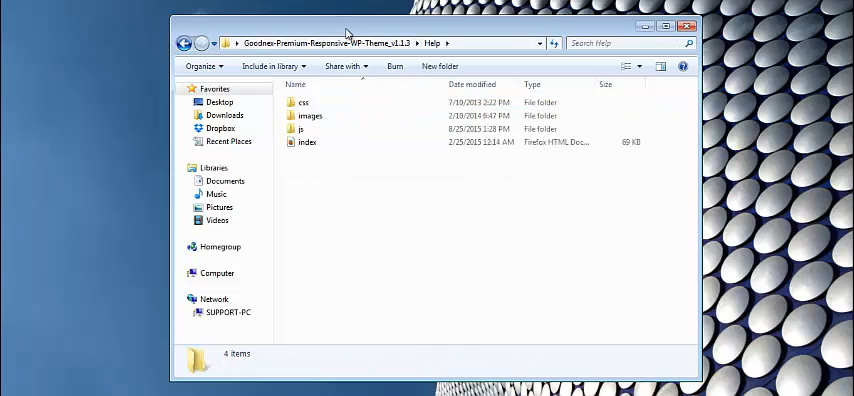 Goodnex-Premium-Responsive-WP-Theme_v1.1.3 Help
Search Help
Organize Include in library Share with Burn New folder
Name Date modified Type Size
Favorites
Desktop
Downloads
Dropbox
Recent Places
Libraries
Documents
Music
Pictures
Videos
Homegroup
Computer
Network
SUPPORT-PC
css 7/10/2013 2:22 PM File folder
images 2/10/2014 6:47 PM File folder
js 8/25/2015 1:28 PM File folder
index 2/25/2015 12:14 AM Firefox HTML Doc... 69 KB
4 items